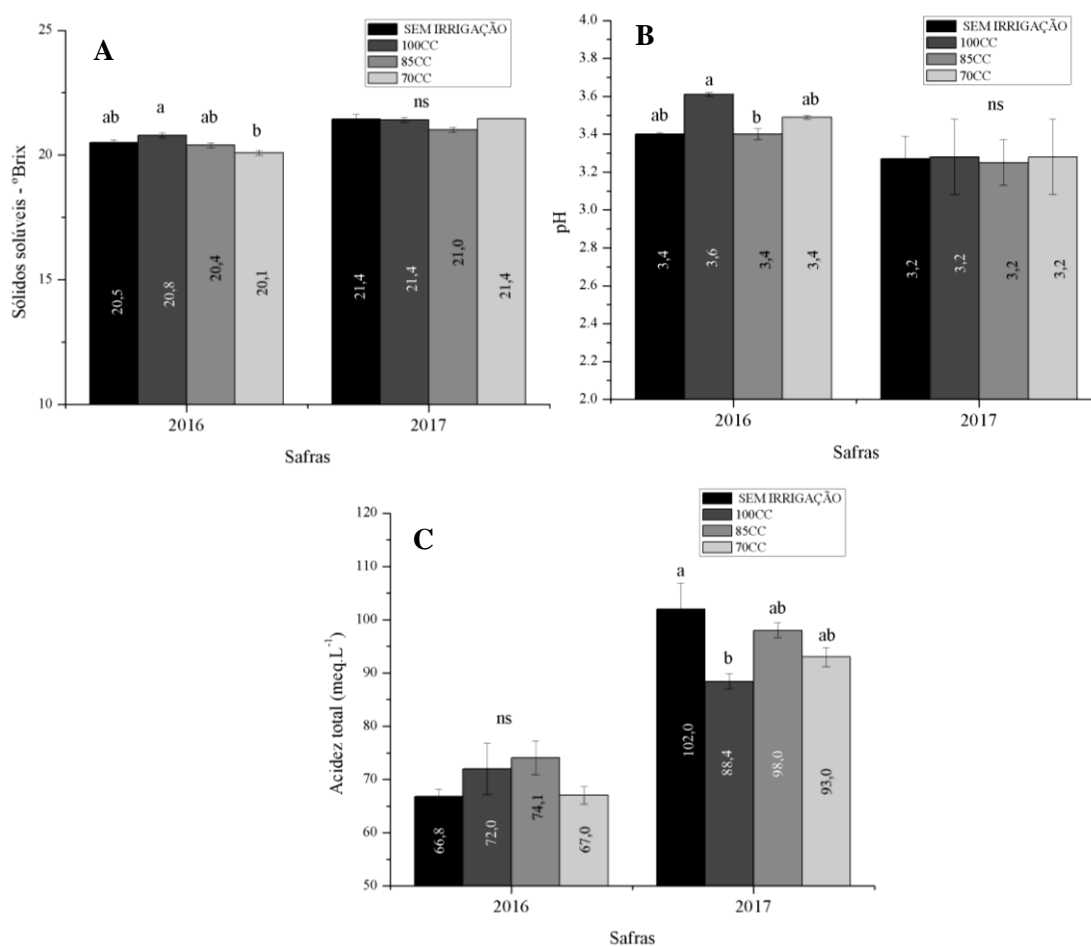 A
SEM IRRIGAÇÃO
100CC
85CC
70CC
Sólidos solúveis - ºBrix
25
20
15
10
ab
a
ab
b
ns
20,5
20,8
20,4
20,1
21,4
21,4
21,0
21,4
2016
2017
Safras
B
SEM IRRIGAÇÃO
100CC
85CC
70CC
pH
4.0
3.8
3.6
3.4
3.2
3.0
2.8
2.6
2.4
2.2
2.0
ab
a
b
ab
ns
3,4
3,6
3,4
3,4
3,2
3,2
3,2
3,2
2016
2017
Safras
C
SEM IRRIGAÇÃO
100CC
85CC
70CC
Acidez total (meq.L⁻¹)
120
110
100
90
80
70
60
50
ns
a
b
ab
ab
66,8
72,0
74,1
67,0
102,0
88,4
98,0
93,0
2016
2017
Safras